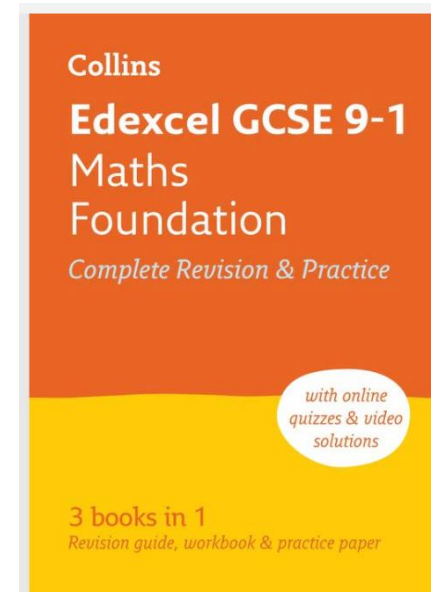 Collins
Edexcel GCSE 9-1
Maths
Foundation
Complete Revision & Practice
with online
quizzes & video
solutions
3 books in 1
Revision guide, workbook & practice paper